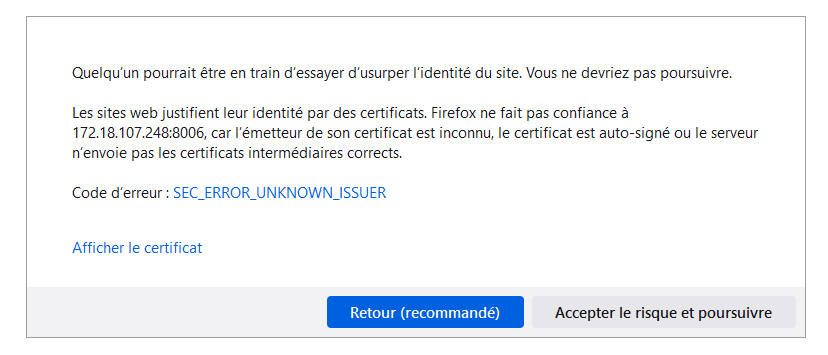 Quelqu’un pourrait être en train d’essayer d’usurper l’identité du site. Vous ne devriez pas poursuivre.
Les sites web justifient leur identité par des certificats. Firefox ne fait pas confiance à
172.18.107.248:8006, car l’émetteur de son certificat est inconnu, le certificat est auto-signé ou le serveur
n’envoie pas les certificats intermédiaires corrects.
Code d’erreur : SEC_ERROR_UNKNOWN_ISSUER
Afficher le certificat
Retour (recommandé)
Accepter le risque et poursuivre